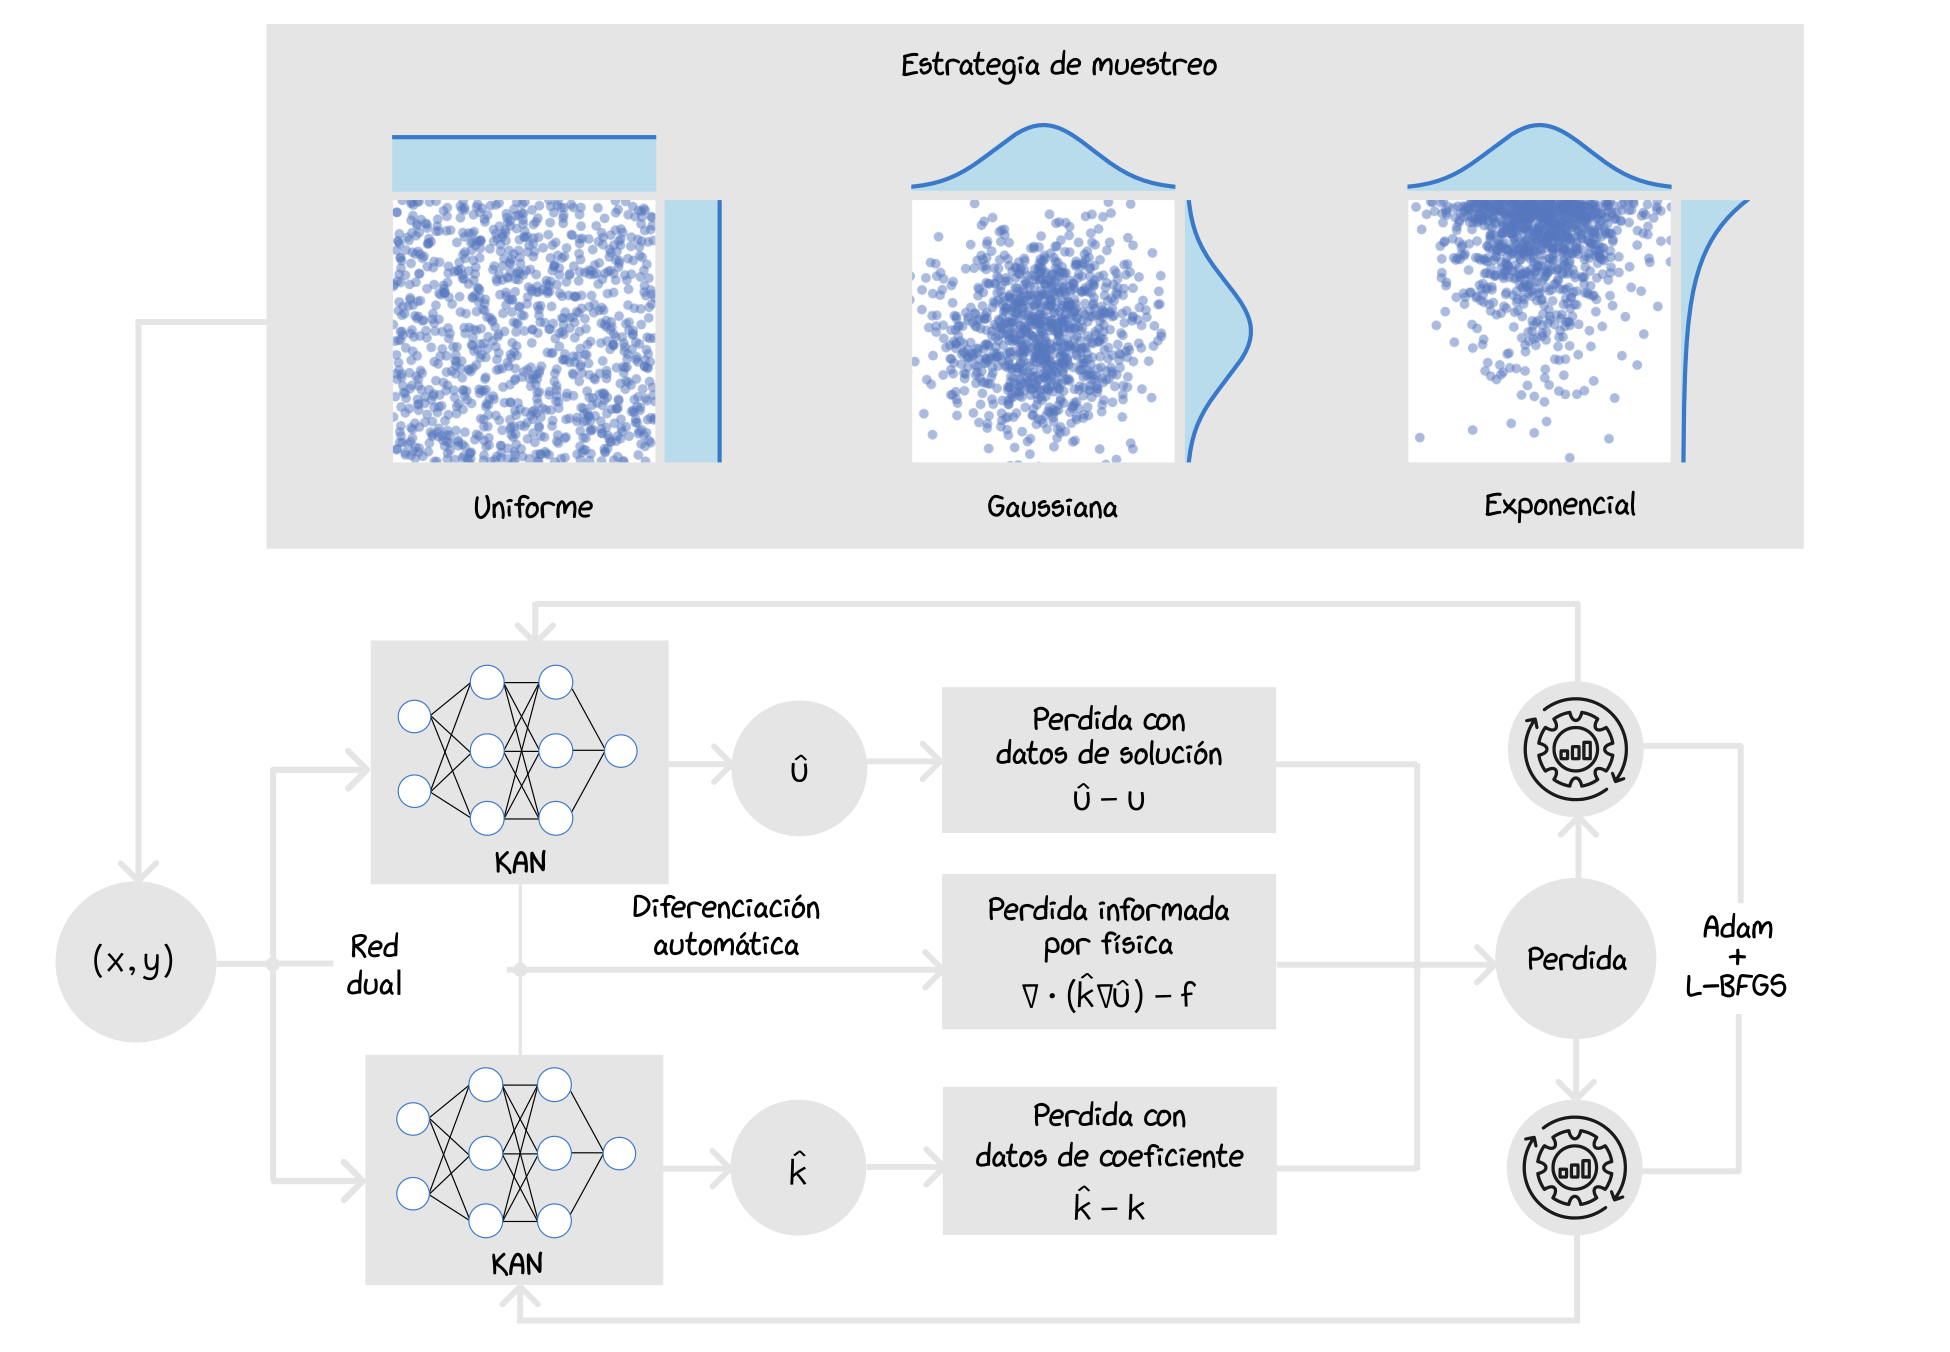 Estrategia de muestreo
Uniforme
Gaussiana
Exponencial
KAN
û
Perdida con
datos de solución
û – u
(x, y)
Red
dual
Diferenciación
automática
Perdida informada
por física
∇ · (k̂∇û) – f
Perdida
Adam
+
L-BFGS
KAN
k̂
Perdida con
datos de coeficiente
k̂ – k